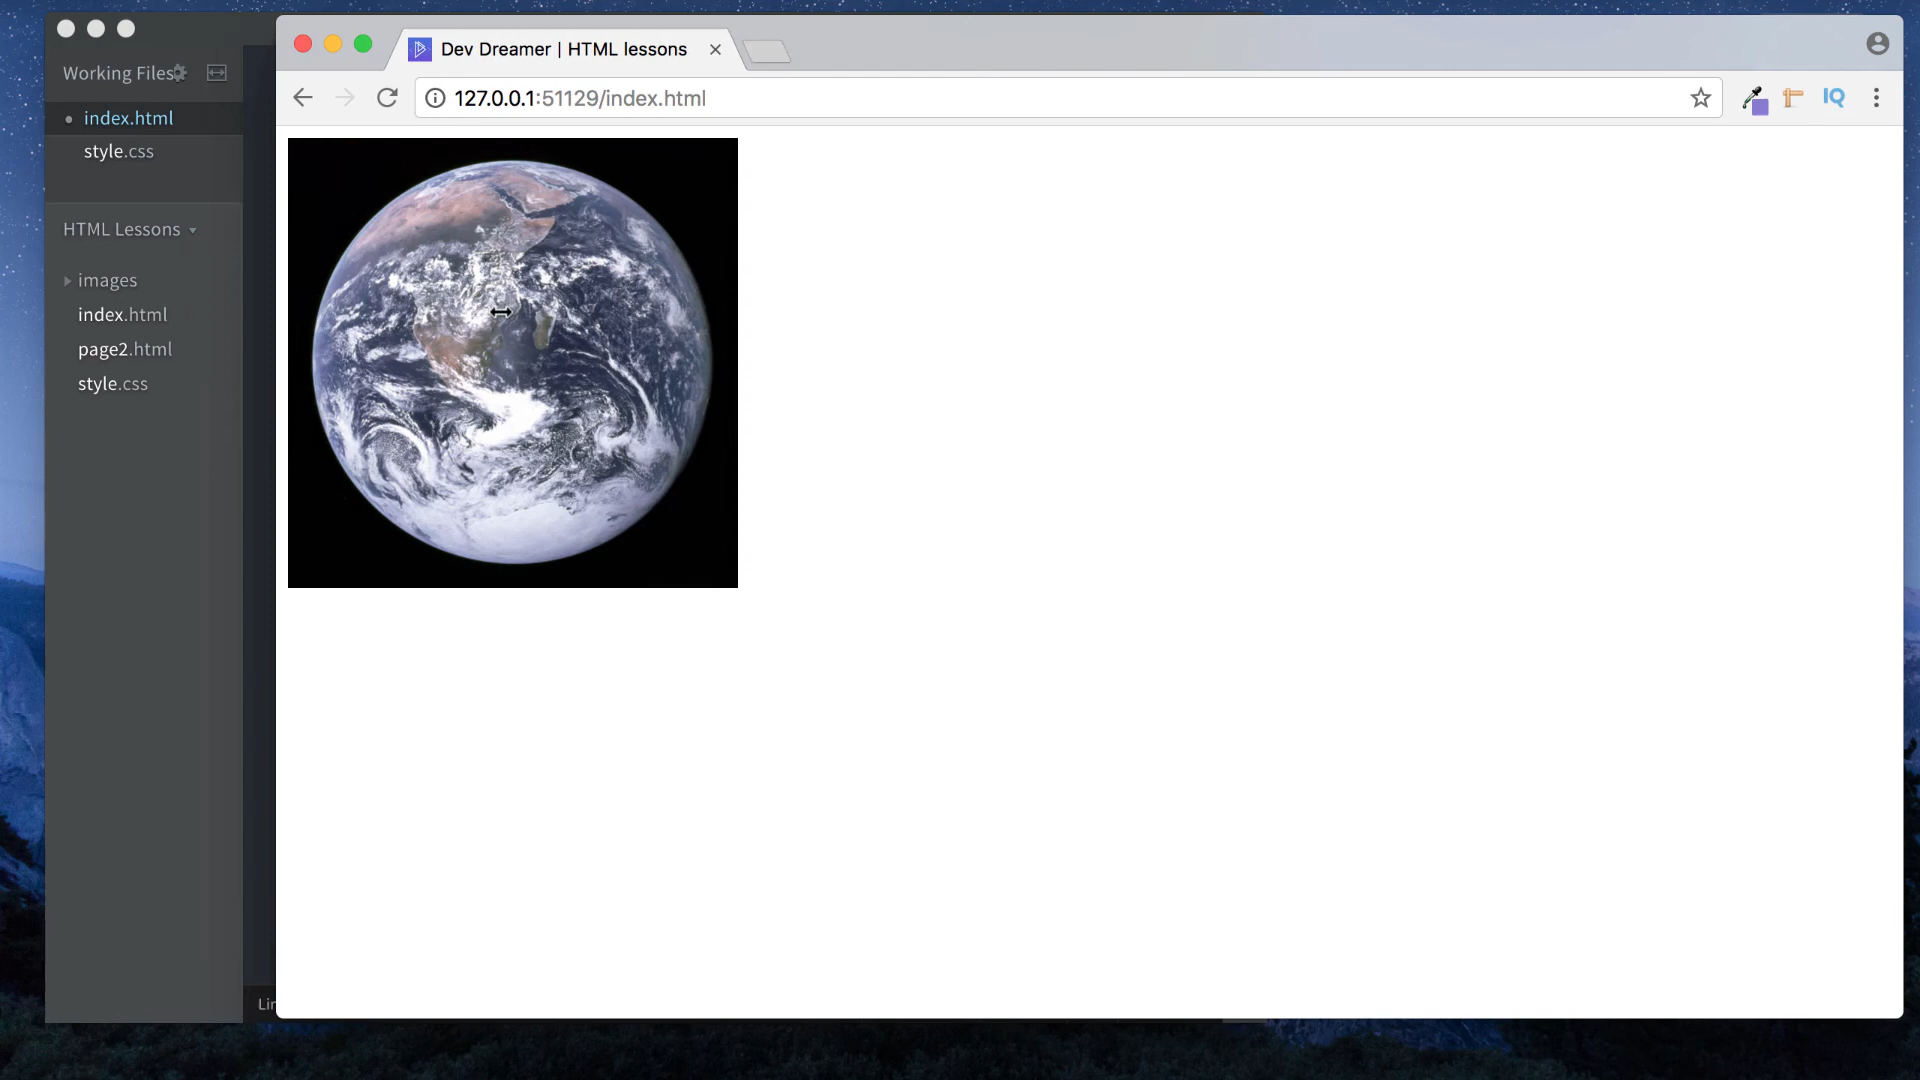 Working Files
index.html
style.css
HTML Lessons
images
index.html
page2.html
style.css
Dev Dreamer | HTML lessons
127.0.0.1:51129/index.html
IQ